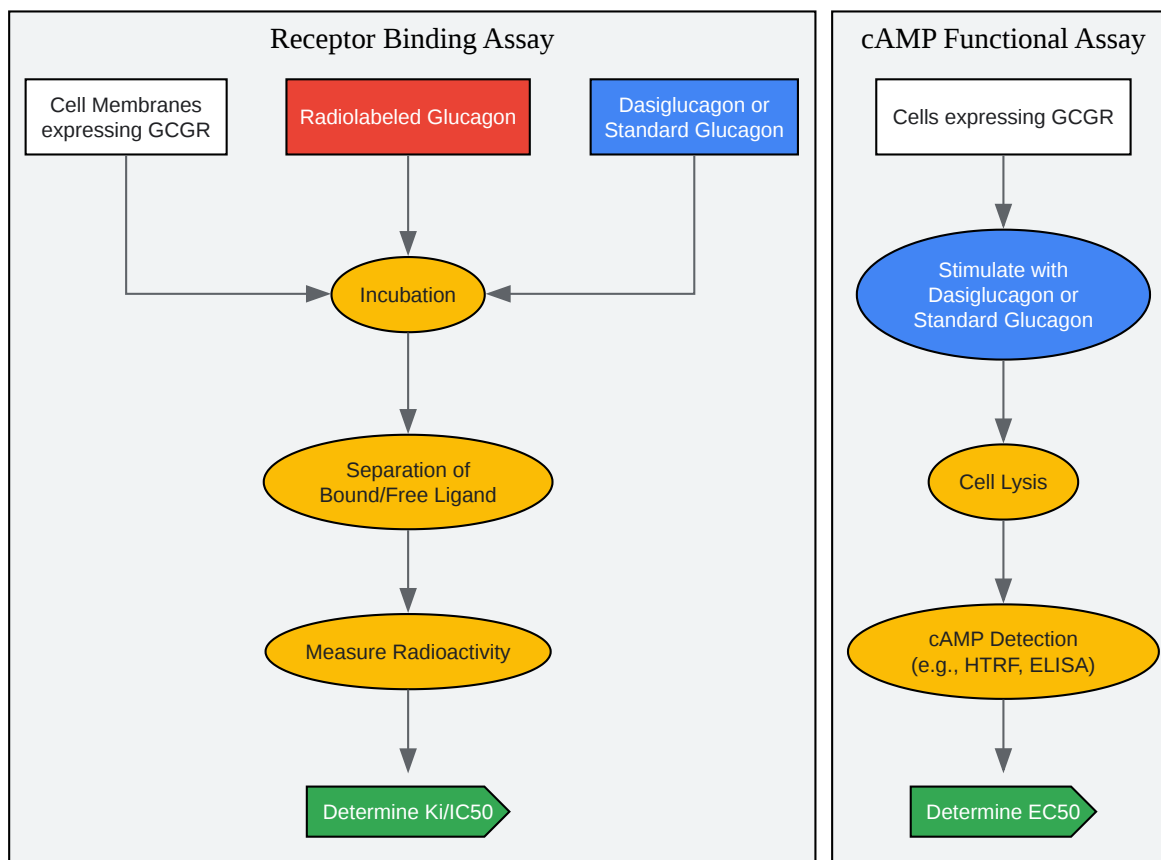 Receptor Binding Assay
Cell Membranes
expressing GCGR
Radiolabeled Glucagon
Dasiglucagon or
Standard Glucagon
Incubation
Separation of
Bound/Free Ligand
Measure Radioactivity
Determine Ki/IC50
cAMP Functional Assay
Cells expressing GCGR
Stimulate with
Dasiglucagon or
Standard Glucagon
Cell Lysis
cAMP Detection
(e.g., HTRF, ELISA)
Determine EC50